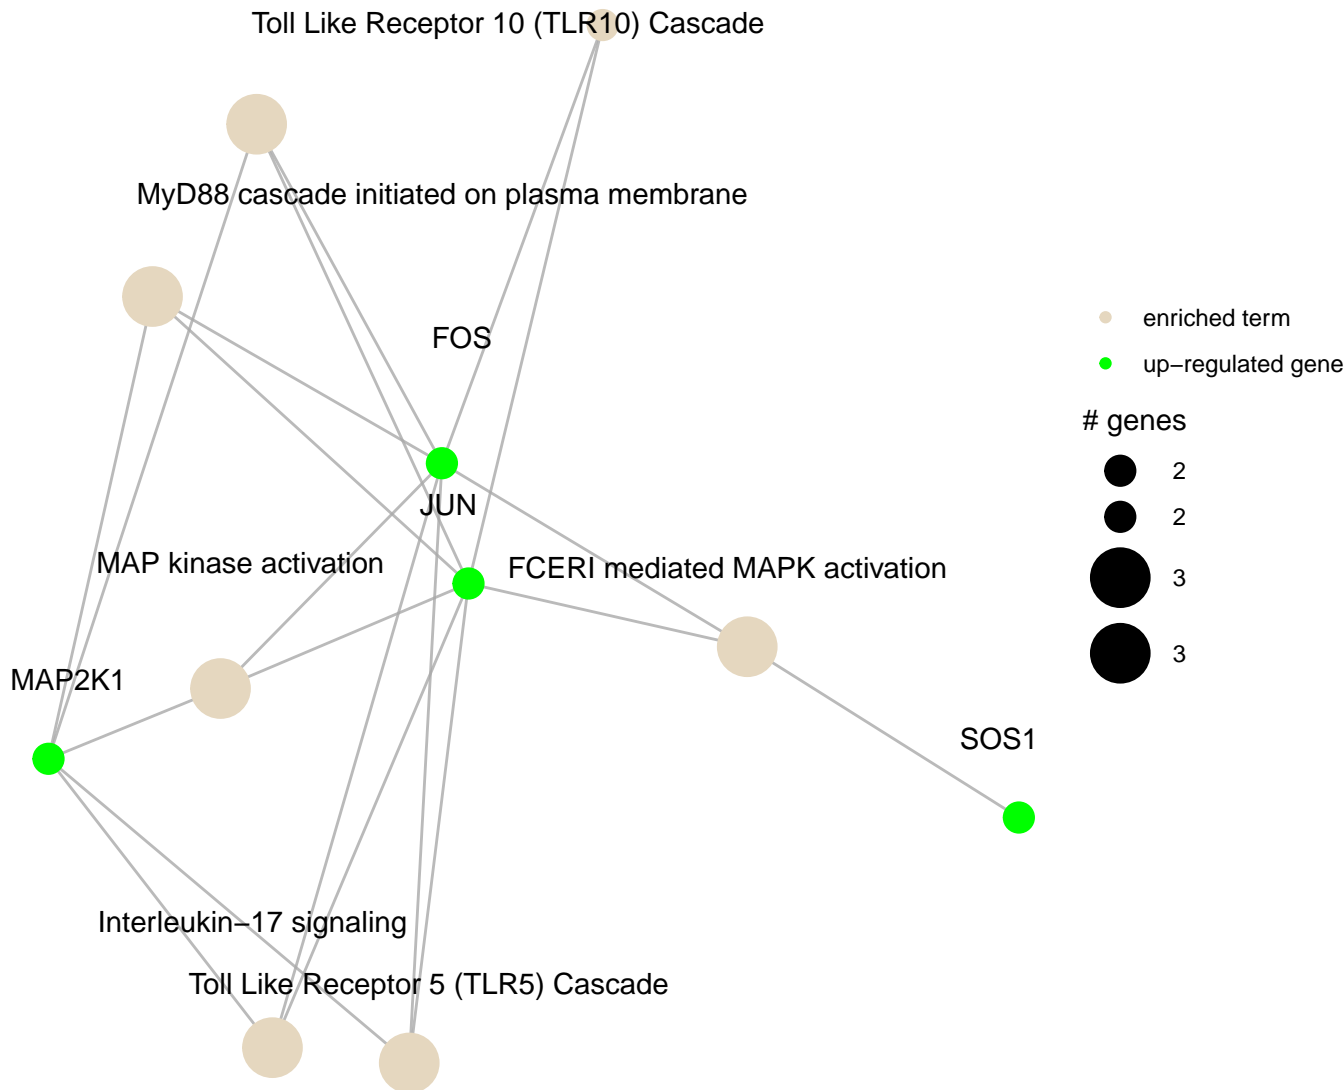 Toll Like Receptor 10 (TLR10) Cascade
MyD88 cascade initiated on plasma membrane
FOS
JUN
MAP kinase activation
FCERI mediated MAPK activation
MAP2K1
SOS1
Interleukin−17 signaling
Toll Like Receptor 5 (TLR5) Cascade
enriched term
up−regulated gene
# genes
2
2
3
3